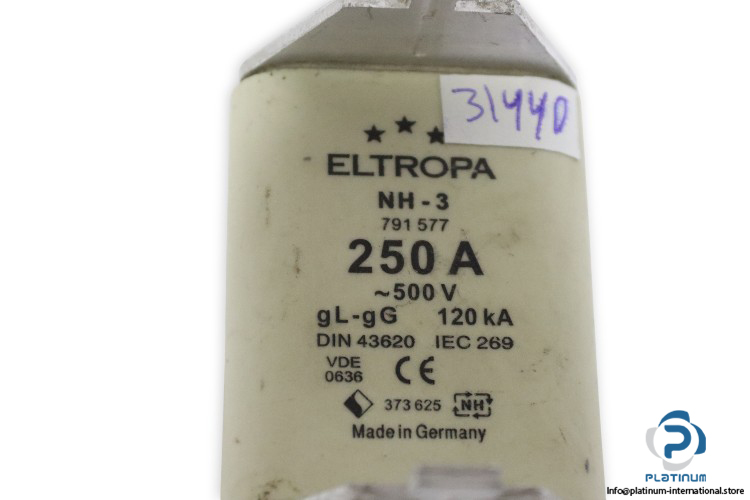 31440
ELTROPA
NH-3
791 577
250 A
~500 V
gL-gG 120 kA
DIN 43620 IEC 269
VDE
0636 CE
373 625 NH
Made in Germany
PLATINUM
Info@platinum-international.store